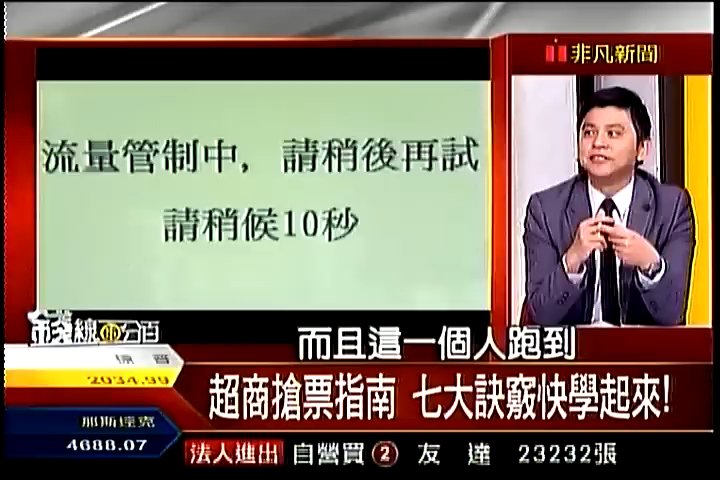 非凡新聞
流量管制中，請稍後再試
請稍候10秒
錢線百分百
而且這一個人跑到
標普
2034.99
超商搶票指南 七大訣竅快學起來!
那斯達克
4688.07
法人進出 自營買 2 友達 23232張